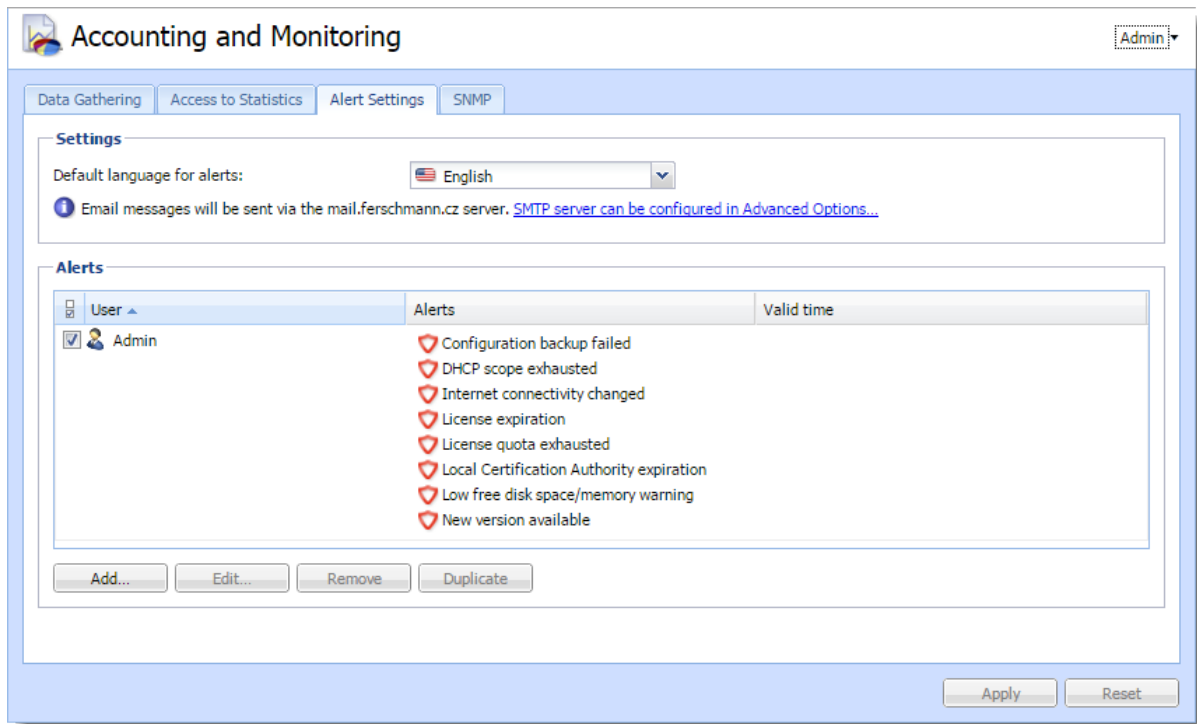 Accounting and Monitoring
Admin
Data Gathering
Access to Statistics
Alert Settings
SNMP
Settings
Default language for alerts:
English
Email messages will be sent via the mail.ferschmann.cz server. SMTP server can be configured in Advanced Options...
Alerts
User
Alerts
Valid time
Admin
Configuration backup failed
DHCP scope exhausted
Internet connectivity changed
License expiration
License quota exhausted
Local Certification Authority expiration
Low free disk space/memory warning
New version available
Add...
Edit...
Remove
Duplicate
Apply
Reset